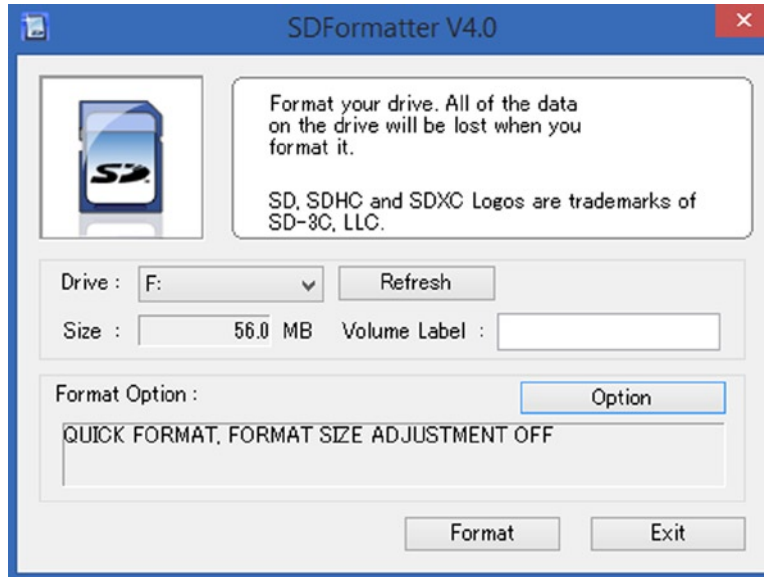 SDFormatter V4.0
SD
Format your drive. All of the data
on the drive will be lost when you
format it.
SD, SDHC and SDXC Logos are trademarks of
SD-3C, LLC.
Drive : F: Refresh
Size : 56.0 MB Volume Label :
Format Option :
Option
QUICK FORMAT, FORMAT SIZE ADJUSTMENT OFF
Format Exit